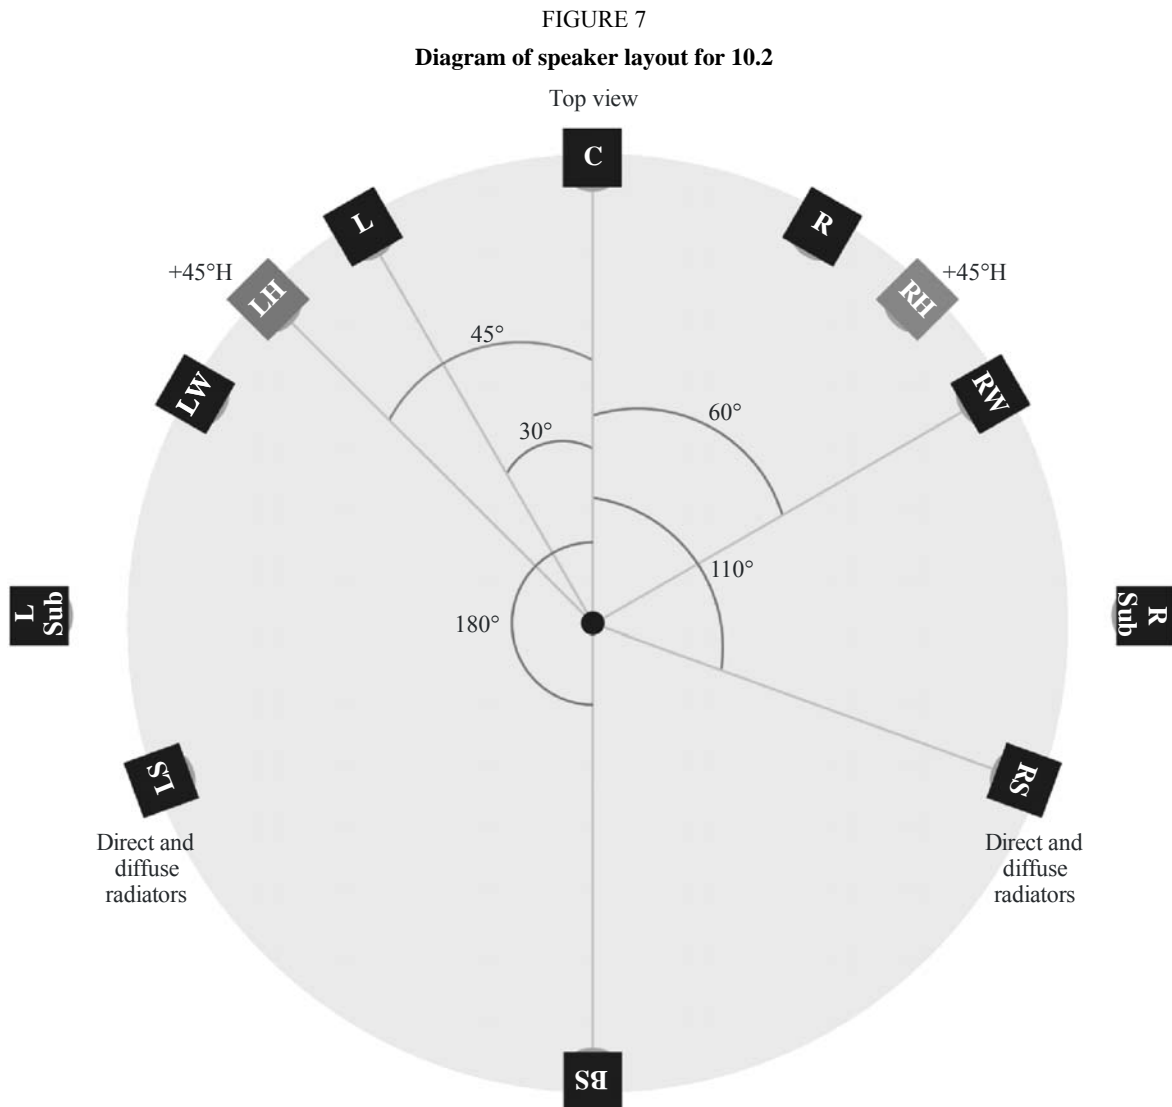 FIGURE 7
Diagram of speaker layout for 10.2
Top view
C
L
R
+45°H
LH
RH
+45°H
45°
LW
RW
60°
30°
110°
L
Sub
180°
R
Sub
LS
RS
Direct and
diffuse
radiators
Direct and
diffuse
radiators
BS